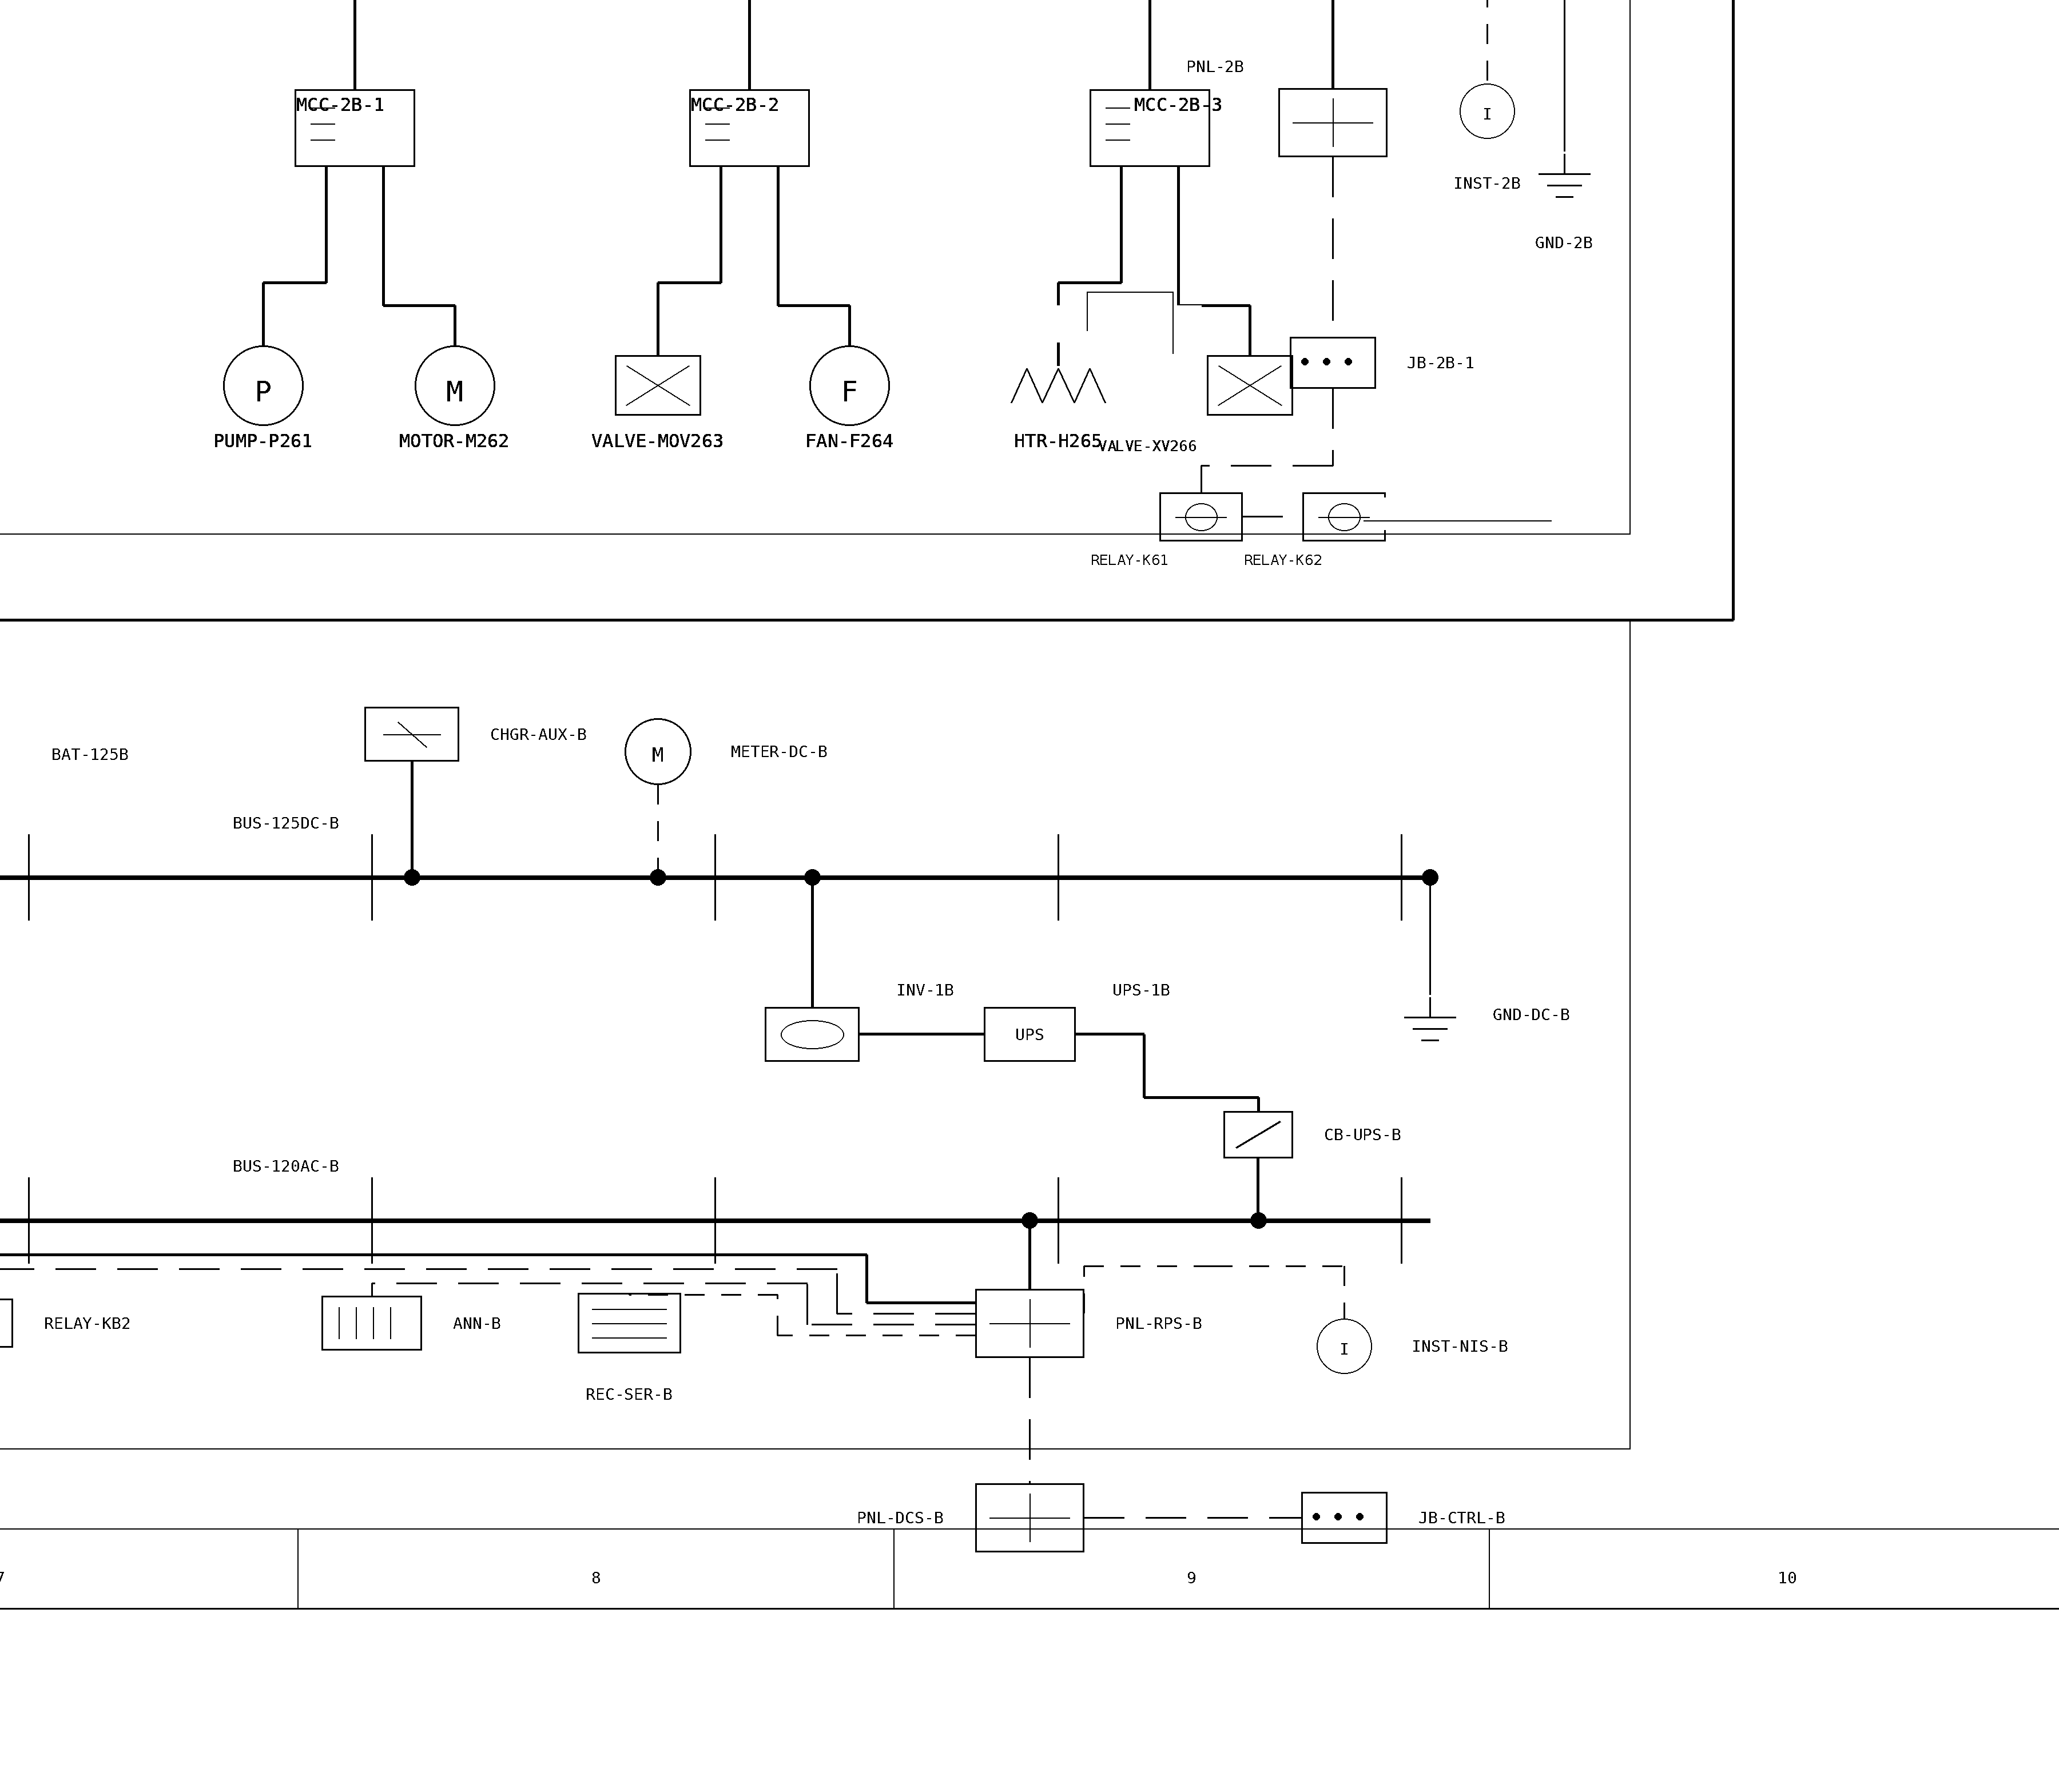 PNL-2B
MCC-2B-1
MCC-2B-2
MCC-2B-3
I
INST-2B
GND-2B
JB-2B-1
P
M
F
PUMP-P261
MOTOR-M262
VALVE-MOV263
FAN-F264
HTR-H265
VALVE-XV266
RELAY-K61
RELAY-K62
BAT-125B
CHGR-AUX-B
M
METER-DC-B
BUS-125DC-B
INV-1B
UPS-1B
GND-DC-B
UPS
CB-UPS-B
BUS-120AC-B
RELAY-KB2
ANN-B
PNL-RPS-B
I
INST-NIS-B
REC-SER-B
PNL-DCS-B
JB-CTRL-B
7
8
9
10